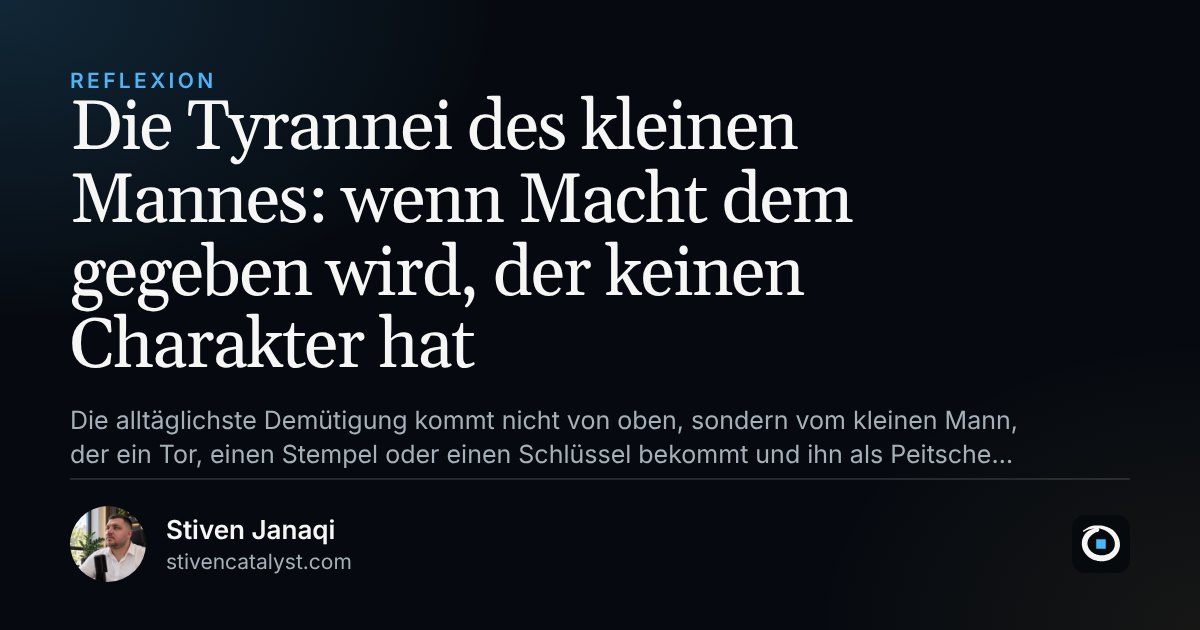 REFLEXION
Die Tyrannei des kleinen
Mannes: wenn Macht dem
gegeben wird, der keinen
Charakter hat
Die alltäglichste Demütigung kommt nicht von oben, sondern vom kleinen Mann,
der ein Tor, einen Stempel oder einen Schlüssel bekommt und ihn als Peitsche...
Stiven Janaqi
stivencatalyst.com